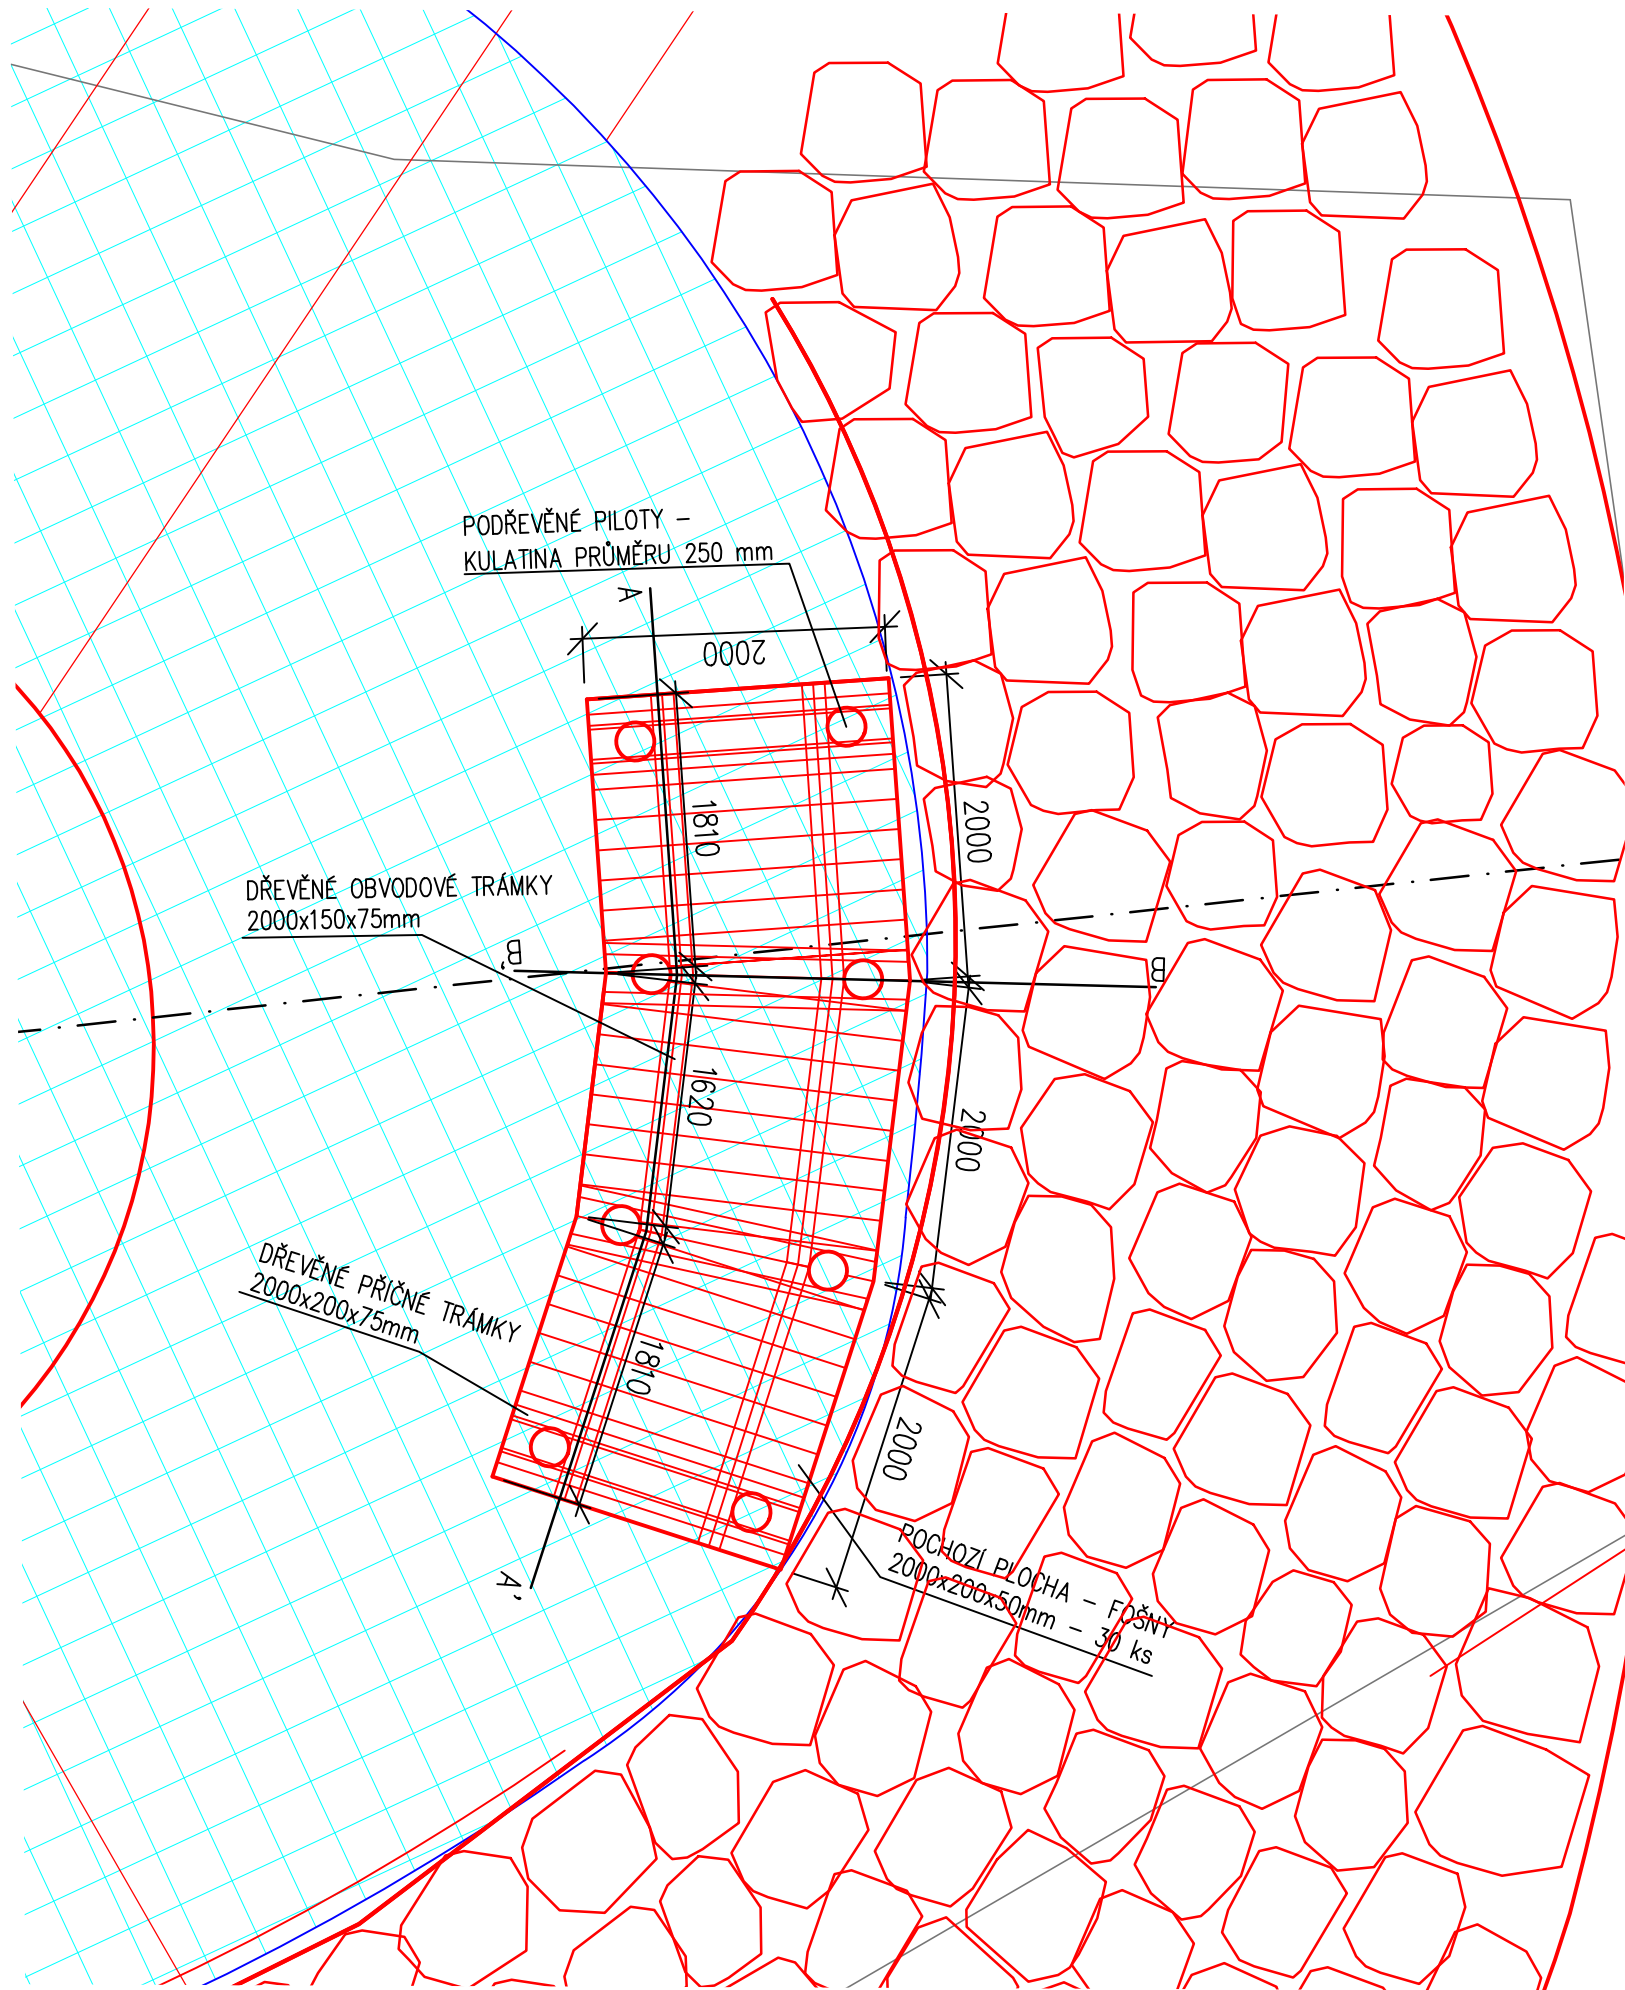 PODŘEVĚNÉ PILOTY –
KULATINA PRŮMĚRU 250 mm
A
2000
1810
2000
DŘEVĚNÉ OBVODOVÉ TRÁMKY
2000x150x75mm
B'
B
1620
2000
DŘEVĚNÉ PŘÍČNÉ TRÁMKY
2000x200x75mm
1810
2000
POCHOZÍ PLOCHA – FOŠNY
2000x200x50mm – 30 ks
A'